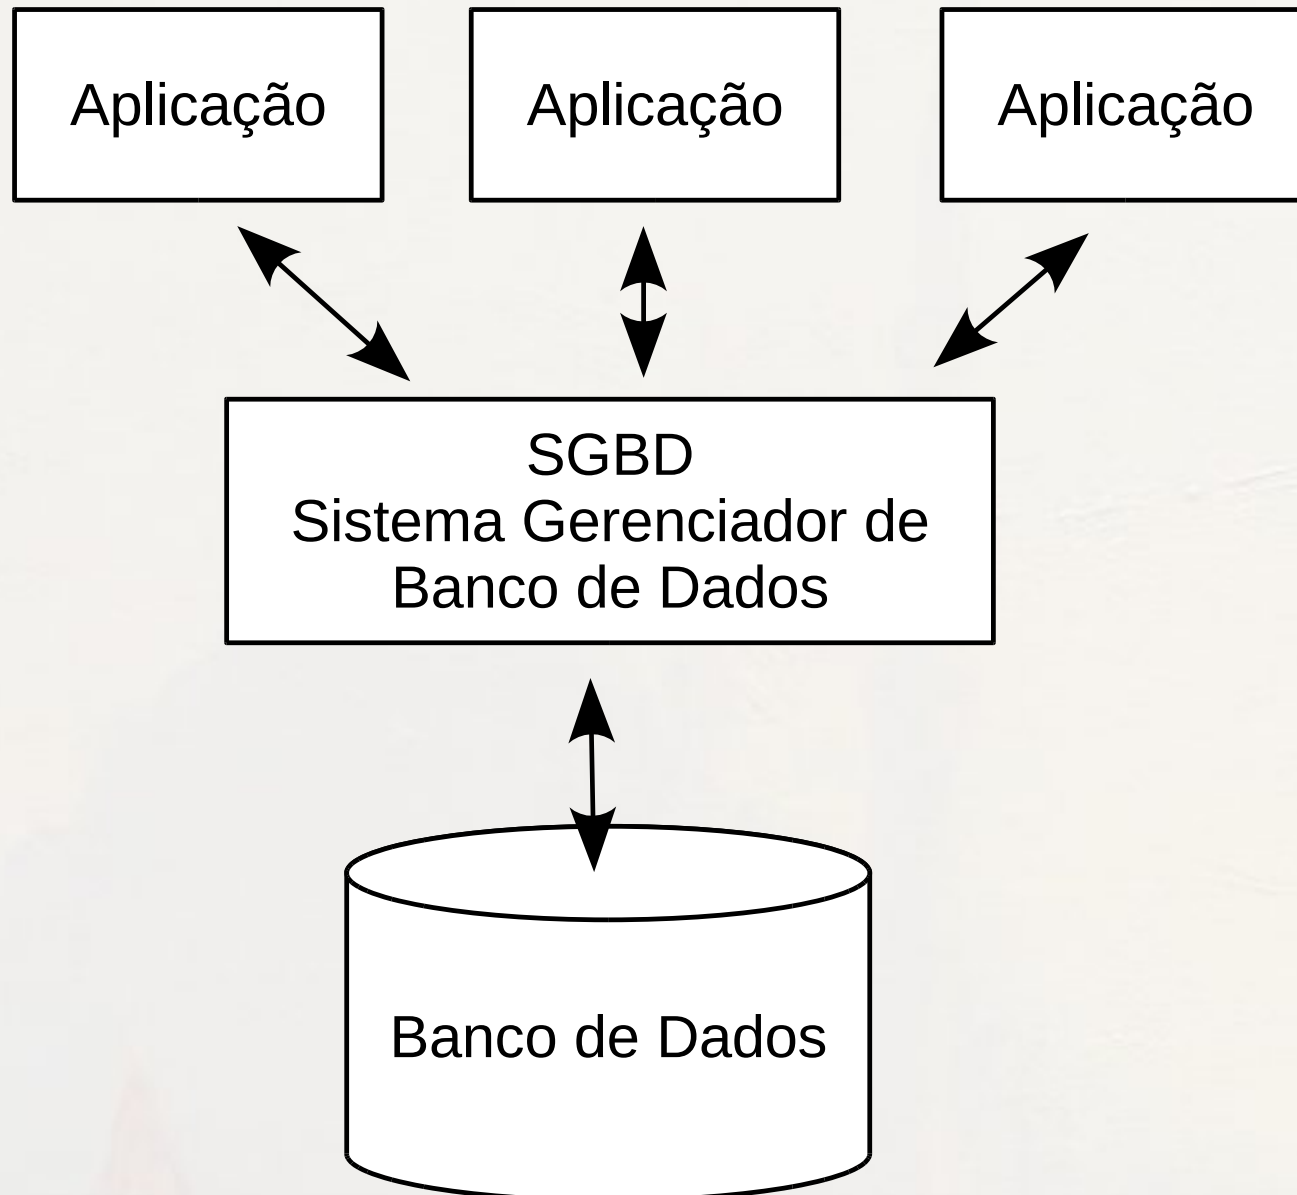 Aplicação
Aplicação
Aplicação
SGBD
Sistema Gerenciador de
Banco de Dados
Banco de Dados